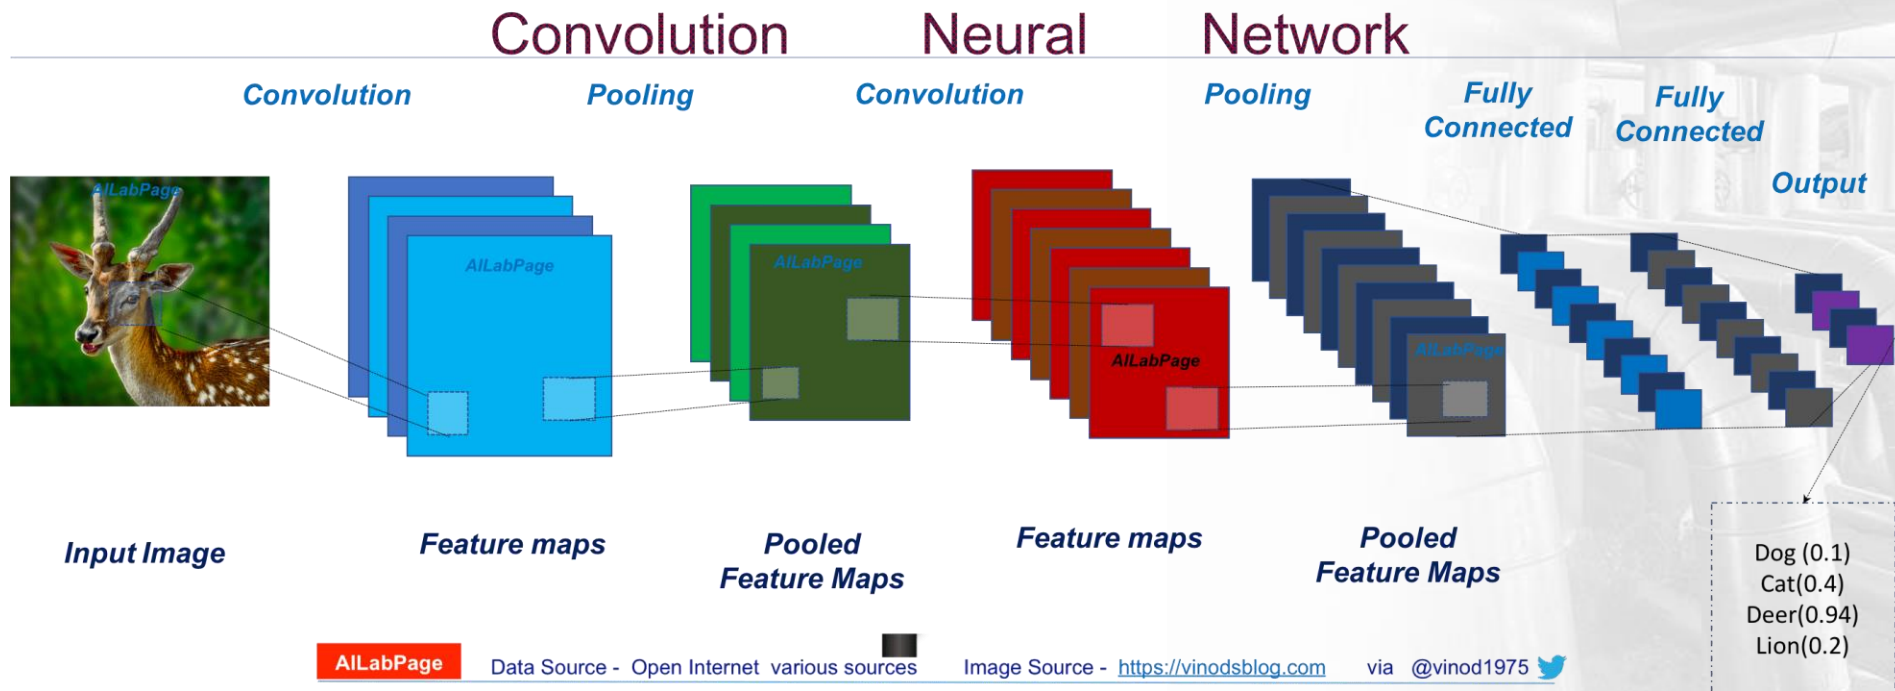 Convolution Neural Network
Convolution
Pooling
Convolution
Pooling
Fully
Connected
Fully
Connected
Output
AILabPage
AILabPage
AILabPage
AILabPage
AILabPage
Input Image
Feature maps
Pooled
Feature Maps
Feature maps
Pooled
Feature Maps
Dog (0.1)
Cat(0.4)
Deer(0.94)
Lion(0.2)
AILabPage
Data Source - Open Internet various sources
Image Source - https://vinodsblog.com via @vinod1975